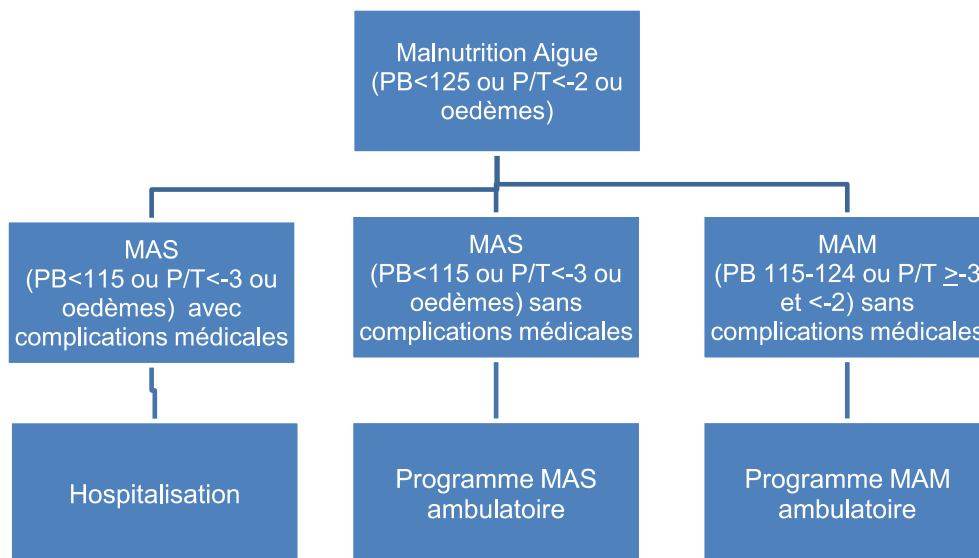 Malnutrition Aigue
(PB<125 ou P/T<-2 ou
oedèmes)
MAS
(PB<115 ou P/T<-3 ou
oedèmes) avec
complications médicales
MAS
(PB<115 ou P/T<-3 ou
oedèmes) sans
complications médicales
MAM
(PB 115-124 ou P/T ≥-3
et <-2) sans
complications médicales
Hospitalisation
Programme MAS
ambulatoire
Programme MAM
ambulatoire